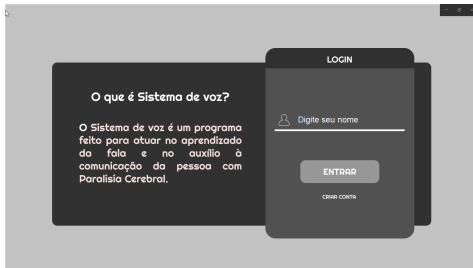 LOGIN
O que é Sistema de voz?
O Sistema de voz é um programa
feito para atuar no aprendizado
da fala e no auxílio à
comunicação da pessoa com
Paralisia Cerebral.
Digite seu nome
ENTRAR
CRIAR CONTA